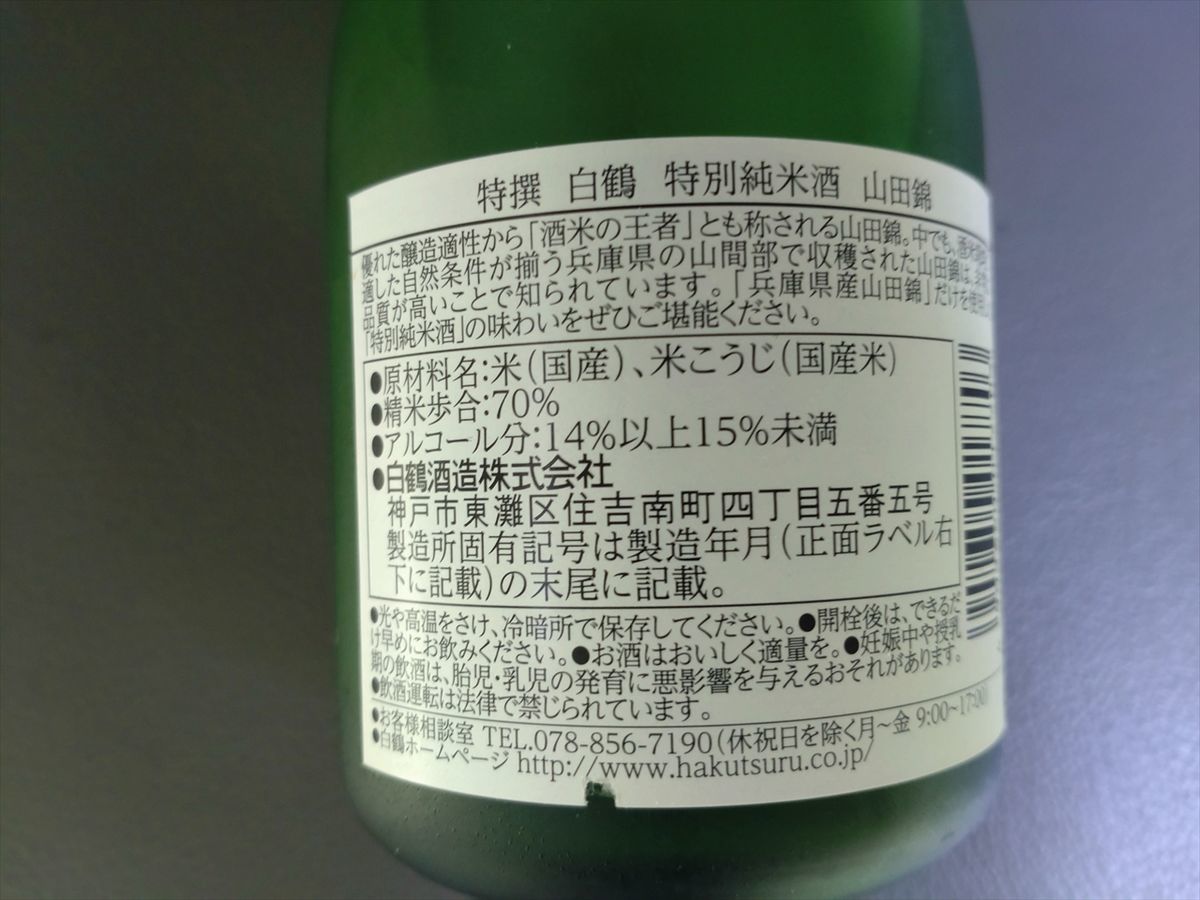 特撰 白鶴 特別純米酒 山田錦
優れた醸造適性から「酒米の王者」とも称される山田錦。中でも、酒米
適した自然条件が揃う兵庫県の山間部で収穫された山田錦は、
品質が高いことで知られています。「兵庫県産山田錦」だけを使用
「特別純米酒」の味わいをぜひご堪能ください。
●原材料名:米(国産)、米こうじ(国産米)
●精米歩合:70%
●アルコール分:14%以上15%未満
●白鶴酒造株式会社
神戸市東灘区住吉南町四丁目五番五号
製造所固有記号は製造年月(正面ラベル右
下に記載)の末尾に記載。
●光や高温をさけ、冷暗所で保存してください。●開栓後は、できるだ
け早めにお飲みください。●お酒はおいしく適量を。●妊娠中や授乳
期の飲酒は、胎児・乳児の発育に悪影響を与えるおそれがあります。
●飲酒運転は法律で禁じられています。
●お客様相談室 TEL.078-856-7190(休祝日を除く月~金 9:00~17:00)
●白鶴ホームページ http://www.hakutsuru.co.jp/